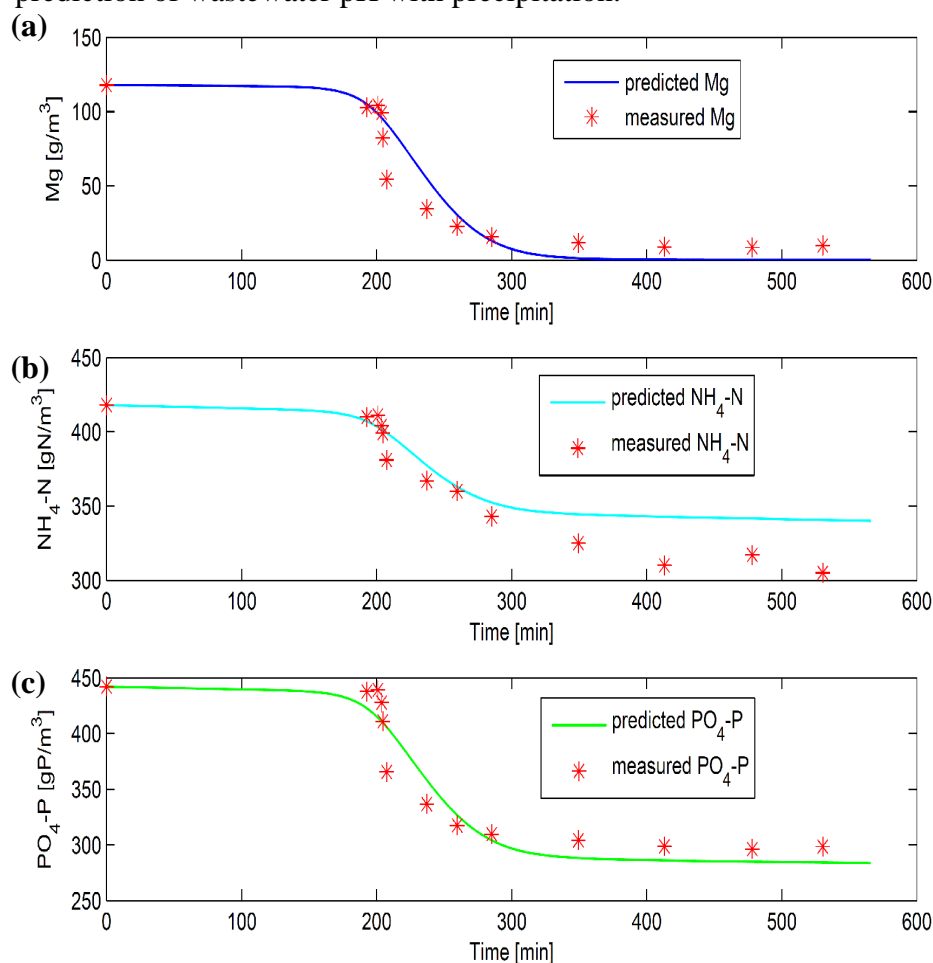 prediction of wastewater pH with precipitation.
(a)
150
100
50
0
Mg [g/m³]
predicted Mg
measured Mg
0 100 200 300 400 500 600
Time [min]
(b)
450
400
350
300
NH₄-N [gN/m³]
predicted NH₄-N
measured NH₄-N
0 100 200 300 400 500 600
Time [min]
(c)
450
400
350
300
250
PO₄-P [gP/m³]
predicted PO₄-P
measured PO₄-P
0 100 200 300 400 500 600
Time [min]